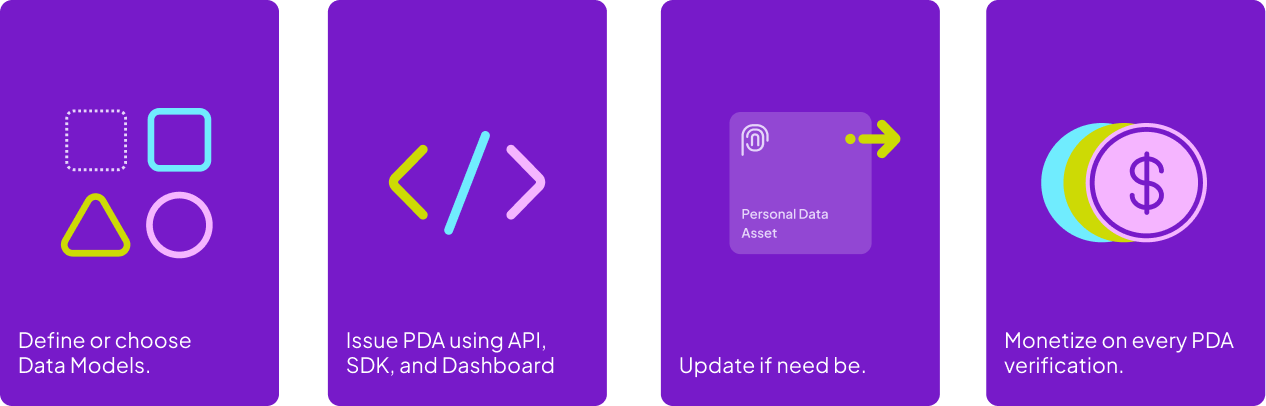 Define or choose
Data Models.
Issue PDA using API,
SDK, and Dashboard
Personal Data
Asset
Update if need be.
$
Monetize on every PDA
verification.